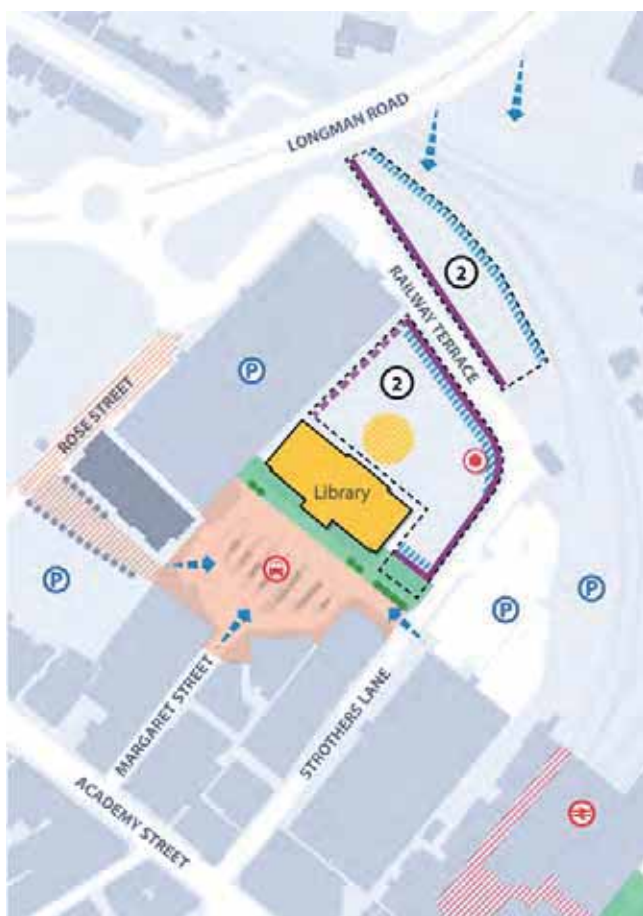 LONGMAN ROAD
2
RAILWAY TERRACE
2
P
ROSE STREET
Library
P
P
P
MARGARET STREET
STROTHERS LANE
ACADEMY STREET